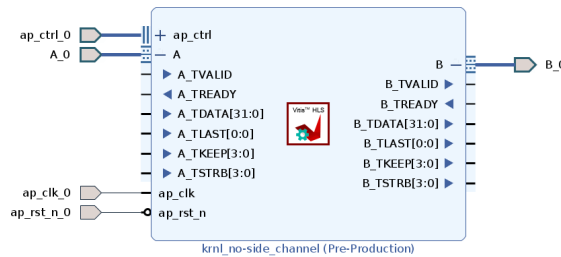 ap_ctrl_0
A_0
ap_clk_0
ap_rst_n_0
ap_ctrl
A
A_TVALID
A_TREADY
A_TDATA[31:0]
A_TLAST[0:0]
A_TKEEP[3:0]
A_TSTRB[3:0]
ap_clk
ap_rst_n
Vitis™ HLS
B
B_TVALID
B_TREADY
B_TDATA[31:0]
B_TLAST[0:0]
B_TKEEP[3:0]
B_TSTRB[3:0]
B_0
krnl_no-side_channel (Pre-Production)